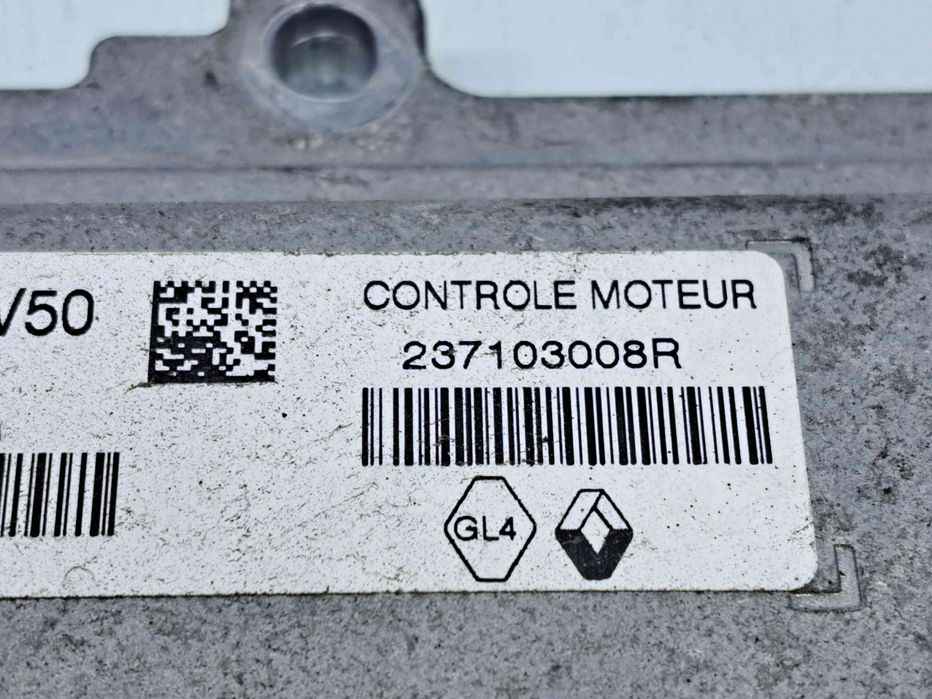 V50
CONTROLE MOTEUR
237103008R
GL4